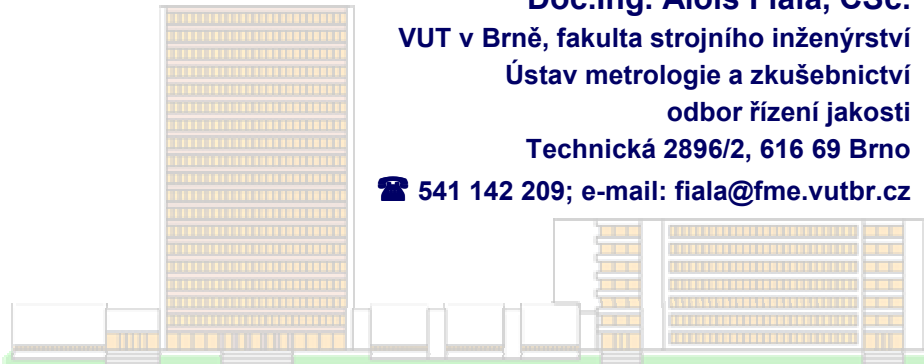 Doc.Ing. Alois Fiala, CSc.
VUT v Brně, fakulta strojního inženýrství
Ústav metrologie a zkušebnictví
odbor řízení jakosti
Technická 2896/2, 616 69 Brno
☎ 541 142 209; e-mail: fiala@fme.vutbr.cz